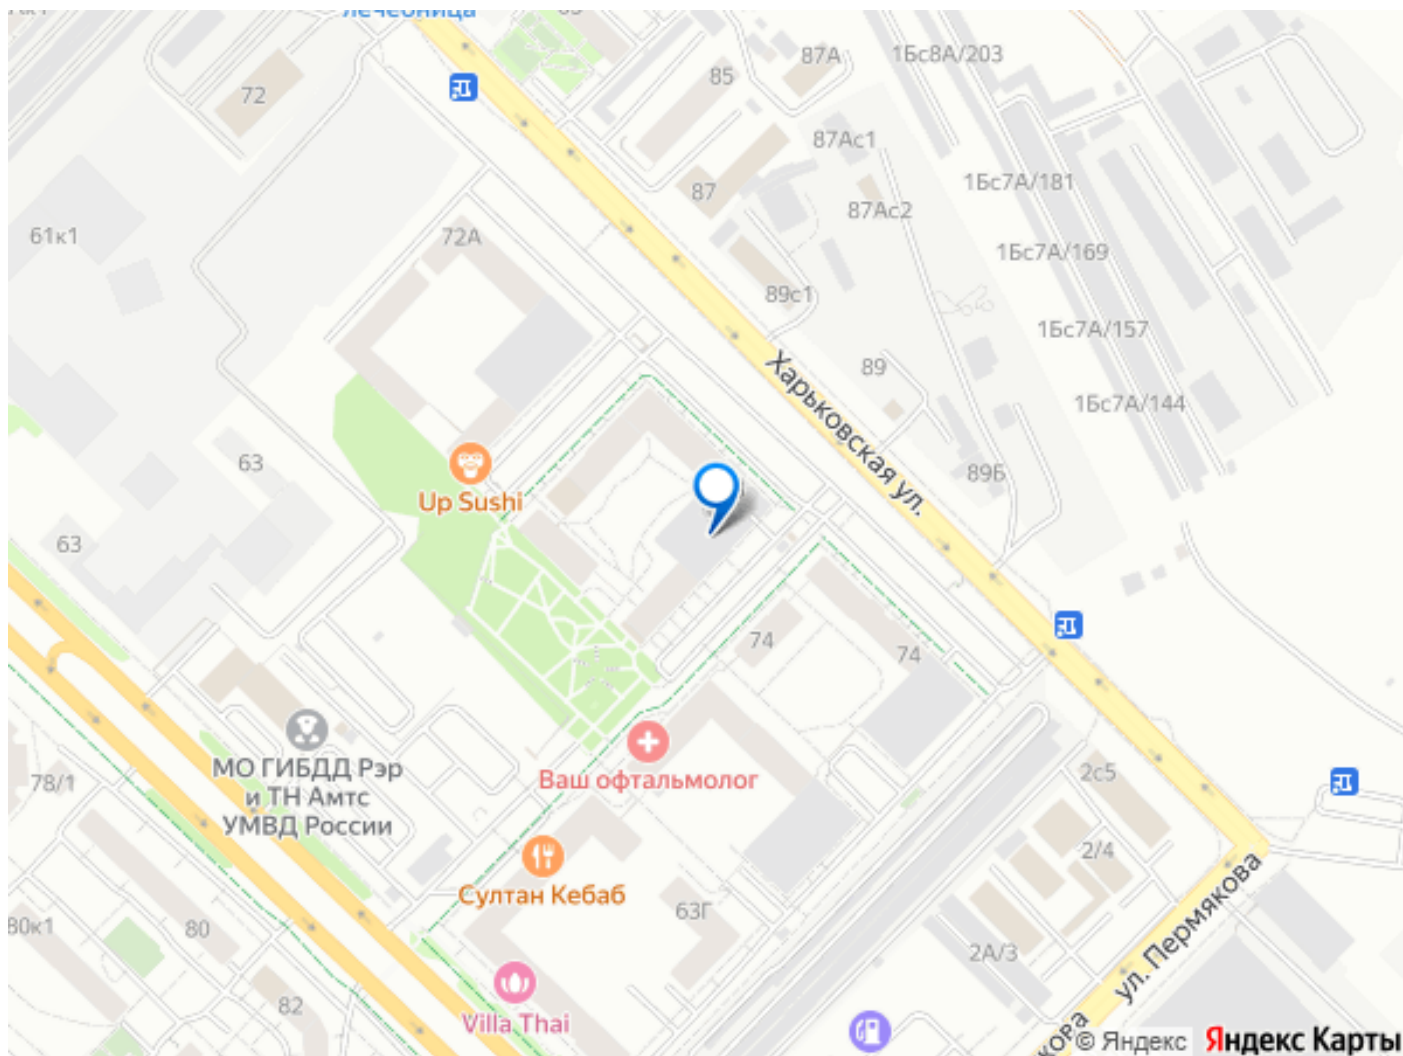 лечебница
72
85
87А
1Бс8А/203
87Ас1
87
1Бс7А/181
87Ас2
61к1
72А
1Бс7А/169
89с1
1Бс7А/157
89
Харьковская ул.
1Бс7А/144
63
89Б
Up Sushi
63
74
74
МО ГИБДД Рэр
и ТН Амтс
УМВД России
78/1
Ваш офтальмолог
2с5
2/4
Султан Кебаб
63Г
80к1
80
2А/3
ул. Пермякова
82
Villa Thai
© Яндекс
Яндекс Карты